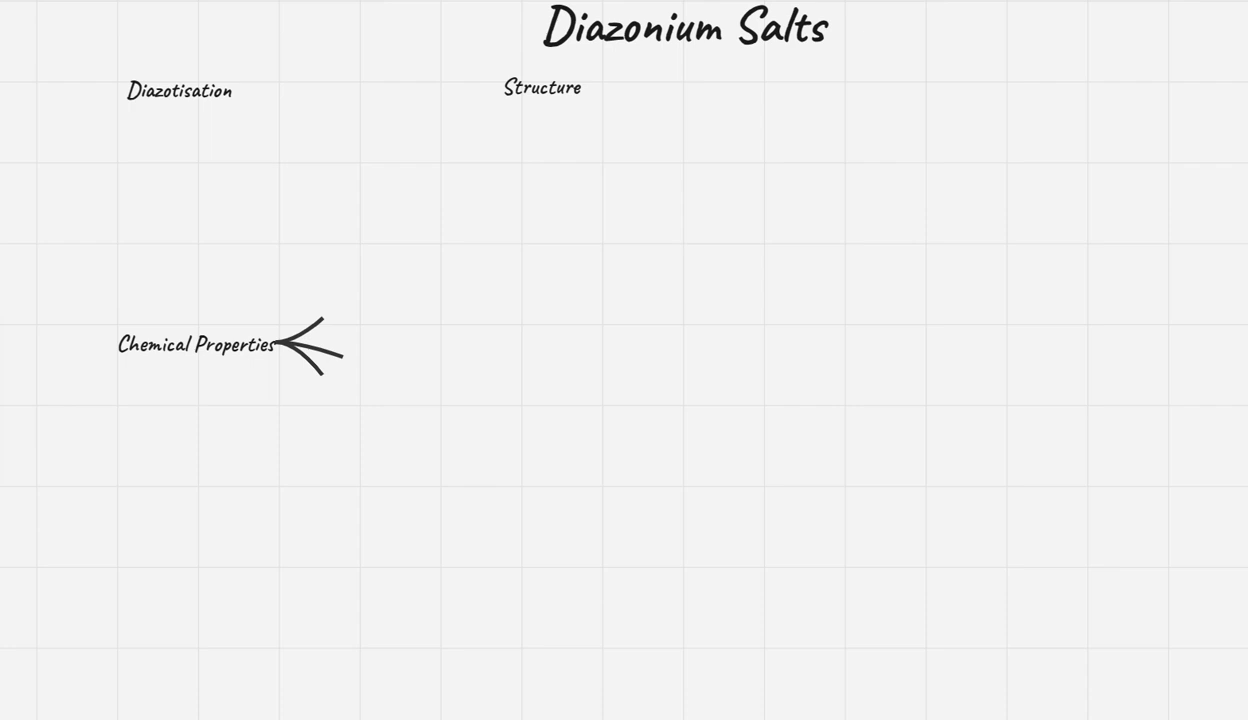 Diazonium Salts
Diazotisation
Structure
Chemical Properties